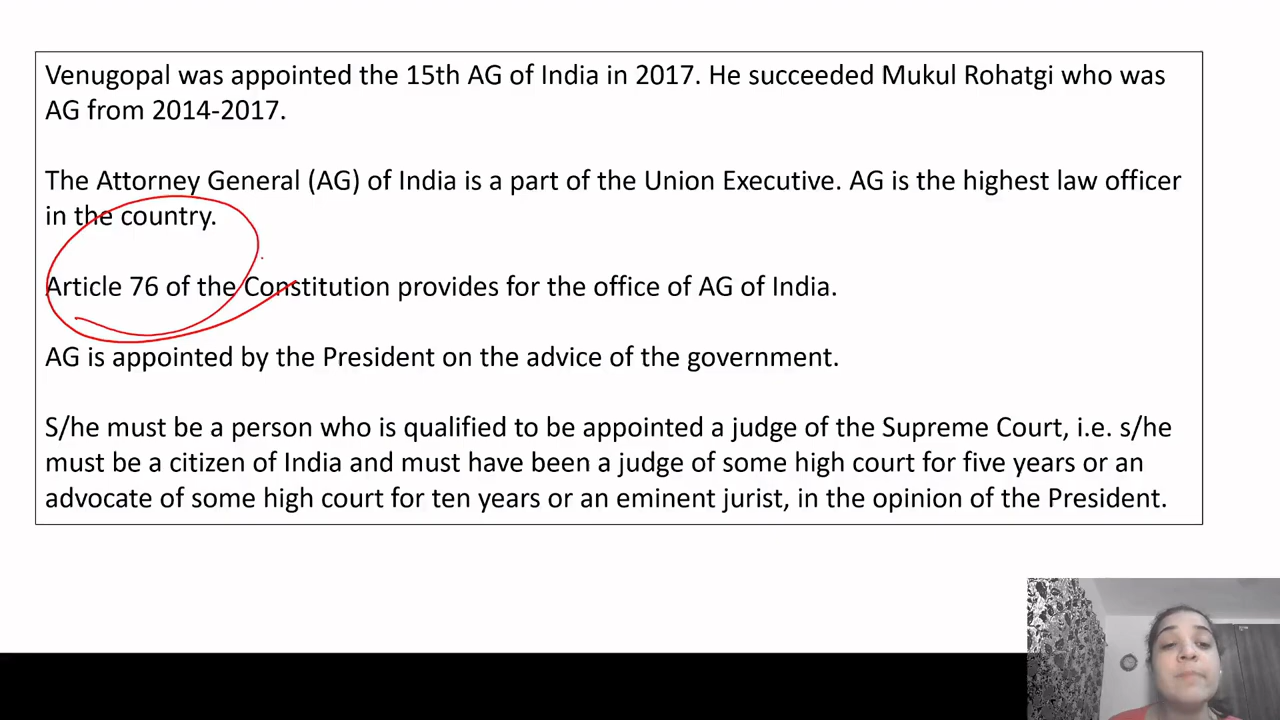 Venugopal was appointed the 15th AG of India in 2017. He succeeded Mukul Rohatgi who was
AG from 2014-2017.
The Attorney General (AG) of India is a part of the Union Executive. AG is the highest law officer
in the country.
Article 76 of the Constitution provides for the office of AG of India.
AG is appointed by the President on the advice of the government.
S/he must be a person who is qualified to be appointed a judge of the Supreme Court, i.e. s/he
must be a citizen of India and must have been a judge of some high court for five years or an
advocate of some high court for ten years or an eminent jurist, in the opinion of the President.